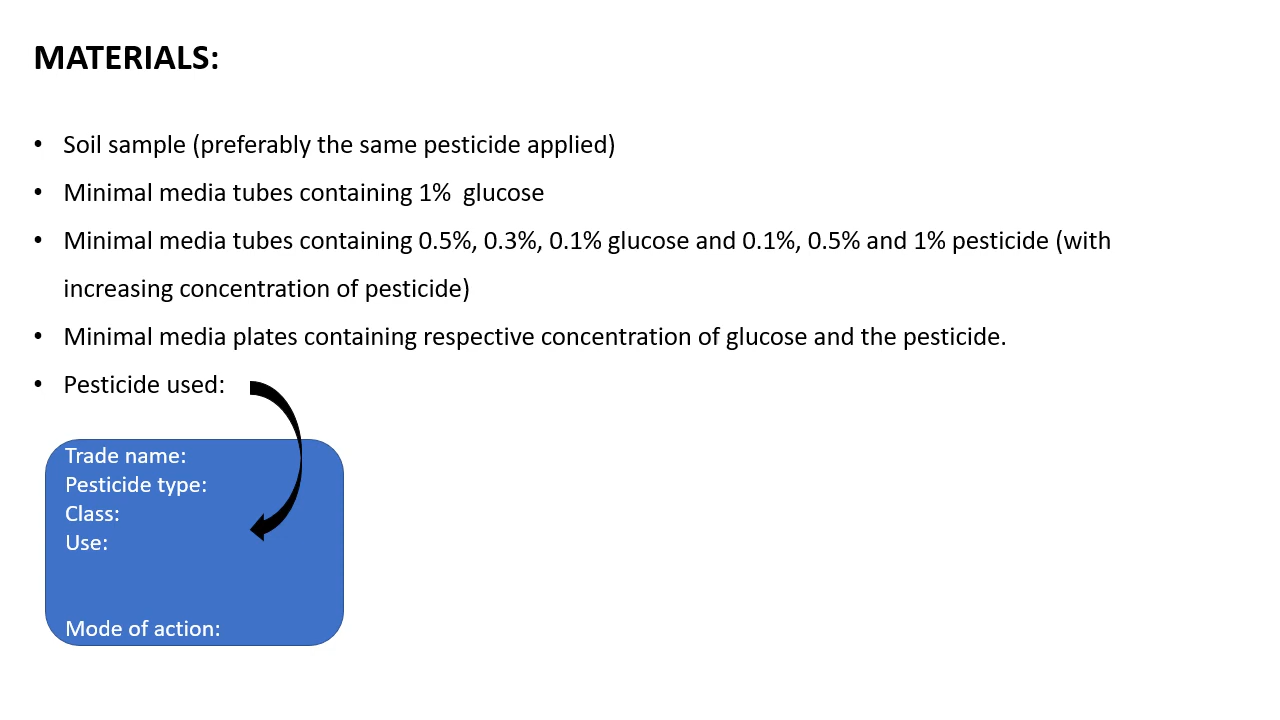 MATERIALS:
• Soil sample (preferably the same pesticide applied)
• Minimal media tubes containing 1%  glucose
• Minimal media tubes containing 0.5%, 0.3%, 0.1% glucose and 0.1%, 0.5% and 1% pesticide (with
increasing concentration of pesticide)
• Minimal media plates containing respective concentration of glucose and the pesticide.
• Pesticide used:
Trade name:
Pesticide type:
Class:
Use:
Mode of action: